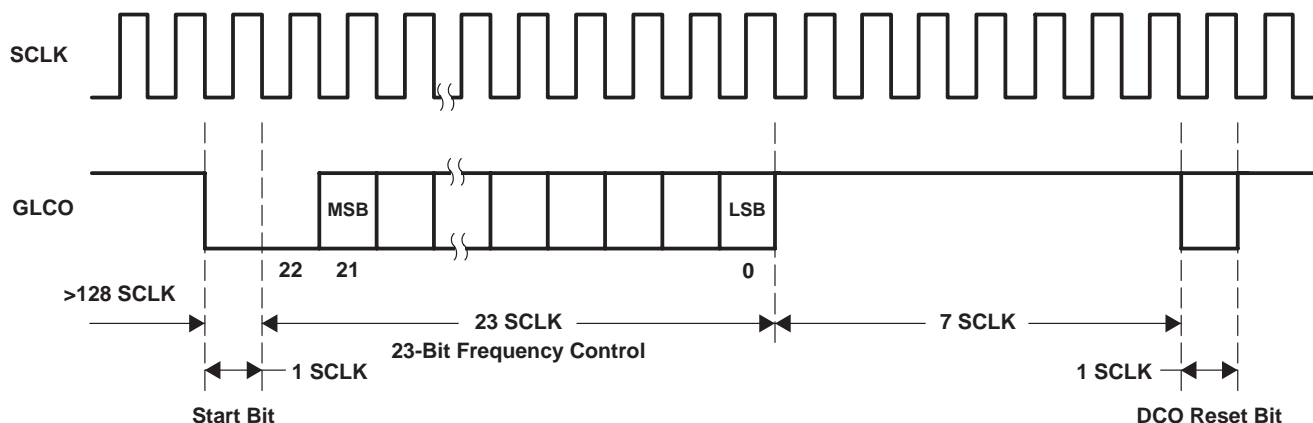 SCLK
GLCO
MSB
LSB
22
21
0
>128 SCLK
23 SCLK
7 SCLK
23-Bit Frequency Control
1 SCLK
1 SCLK
Start Bit
DCO Reset Bit